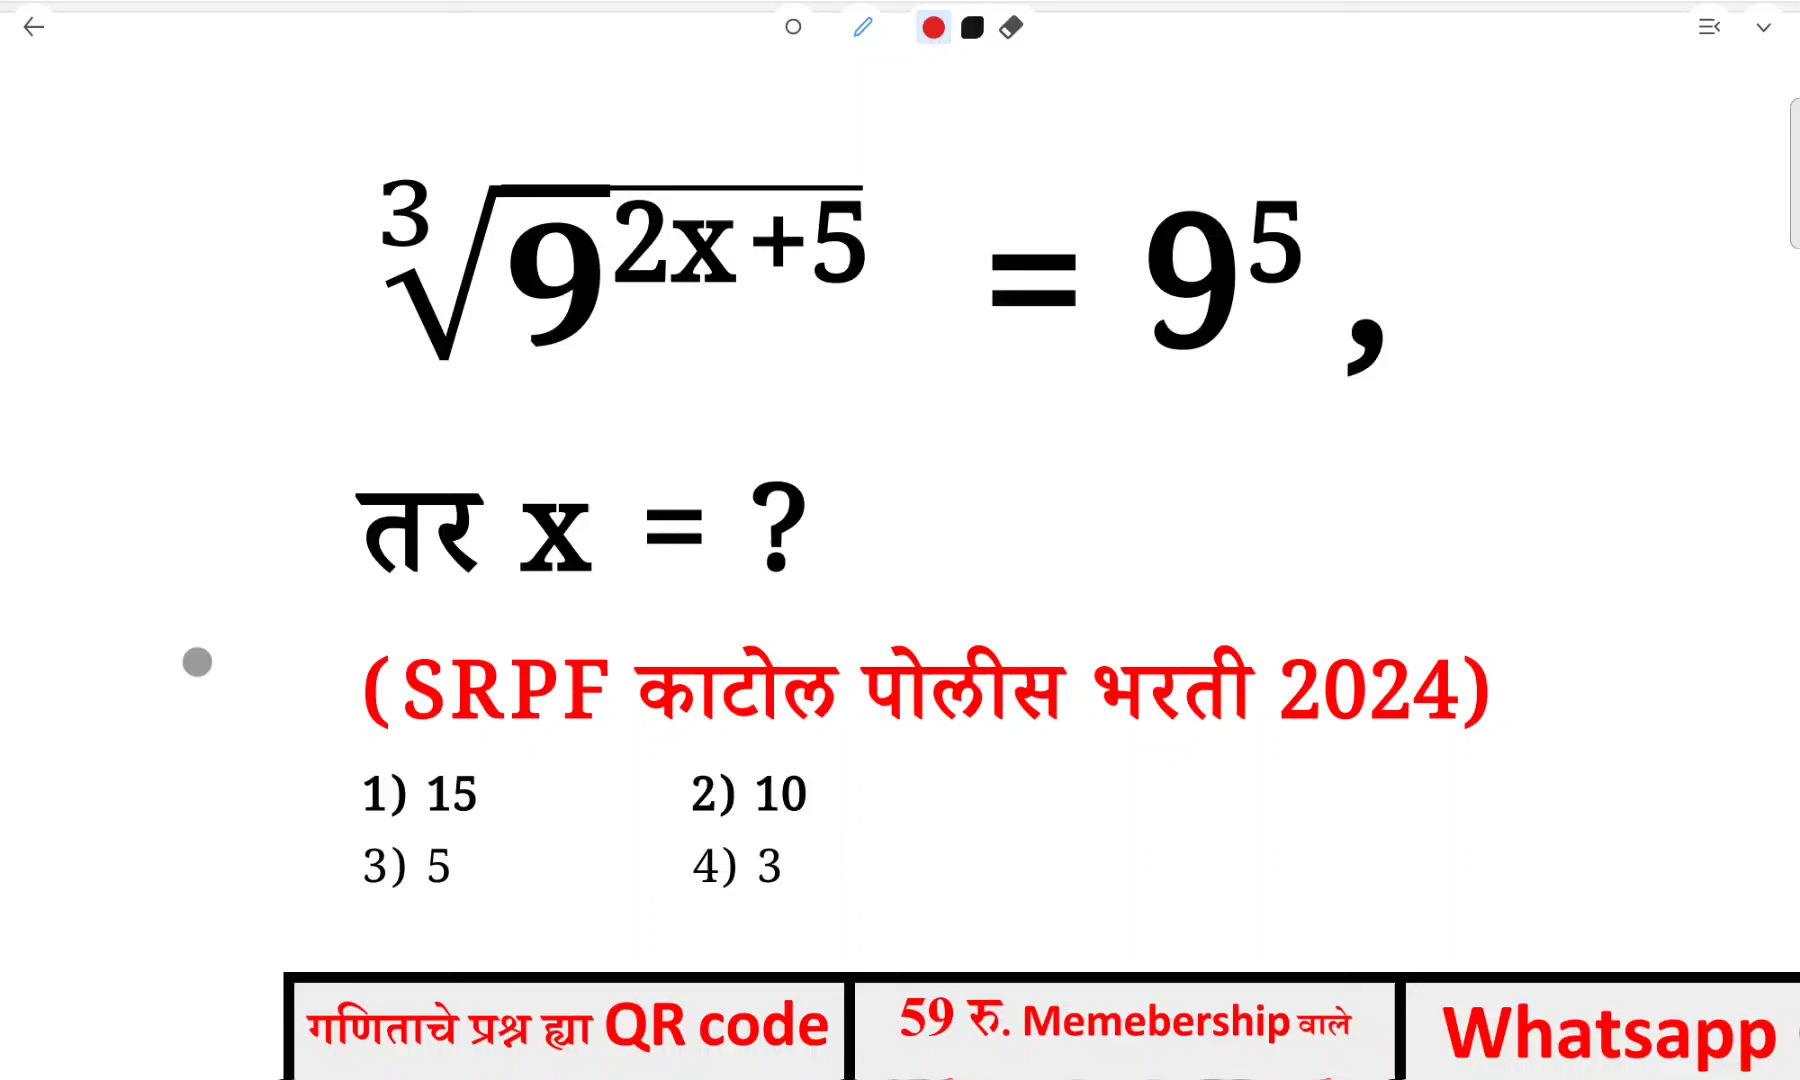 ∛9^{2x+5} = 9^5 ,
तर x = ?
(SRPF काटोल पोलीस भरती 2024)
1) 15 2) 10
3) 5 4) 3
गणिताचे प्रश्न ह्या QR code 59 रु. Memebership वाले Whatsapp